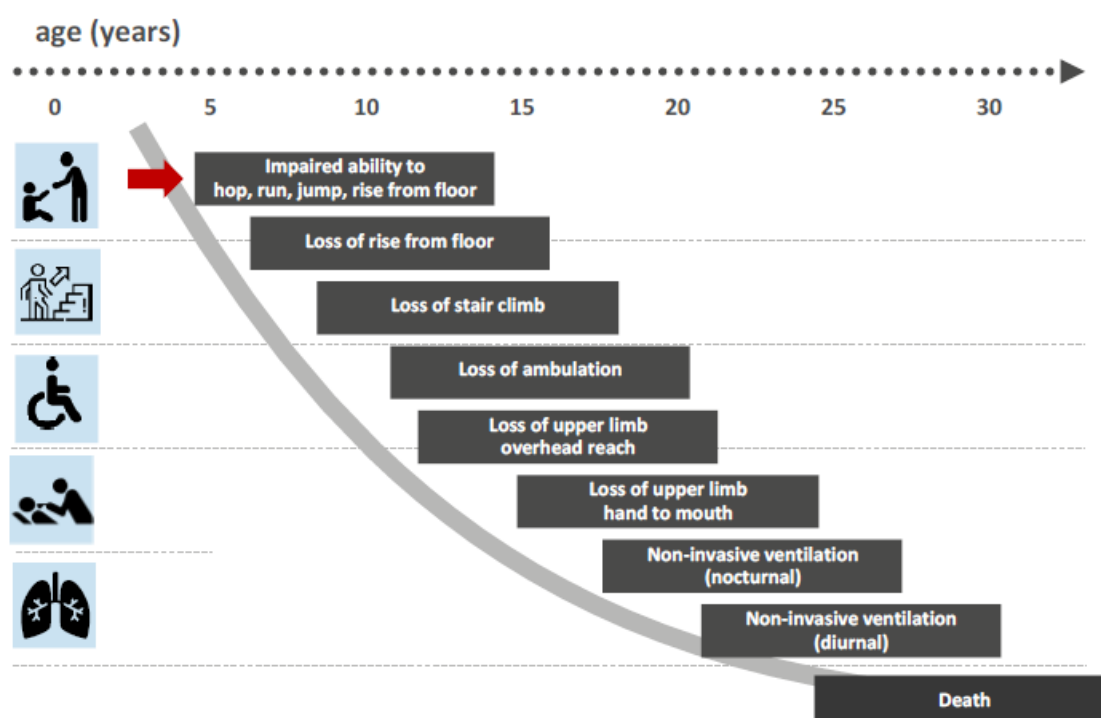 age (years)
0 5 10 15 20 25 30
Impaired ability to
hop, run, jump, rise from floor
Loss of rise from floor
Loss of stair climb
Loss of ambulation
Loss of upper limb
overhead reach
Loss of upper limb
hand to mouth
Non-invasive ventilation
(nocturnal)
Non-invasive ventilation
(diurnal)
Death